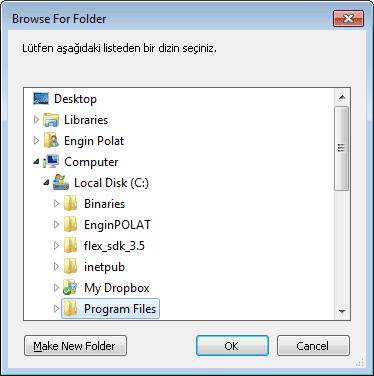 Browse For Folder
Lütfen aşağıdaki listeden bir dizin seçiniz.
Desktop
Libraries
Engin Polat
Computer
Local Disk (C:)
Binaries
EnginPOLAT
flex_sdk_3.5
inetpub
My Dropbox
Program Files
Make New Folder
OK
Cancel